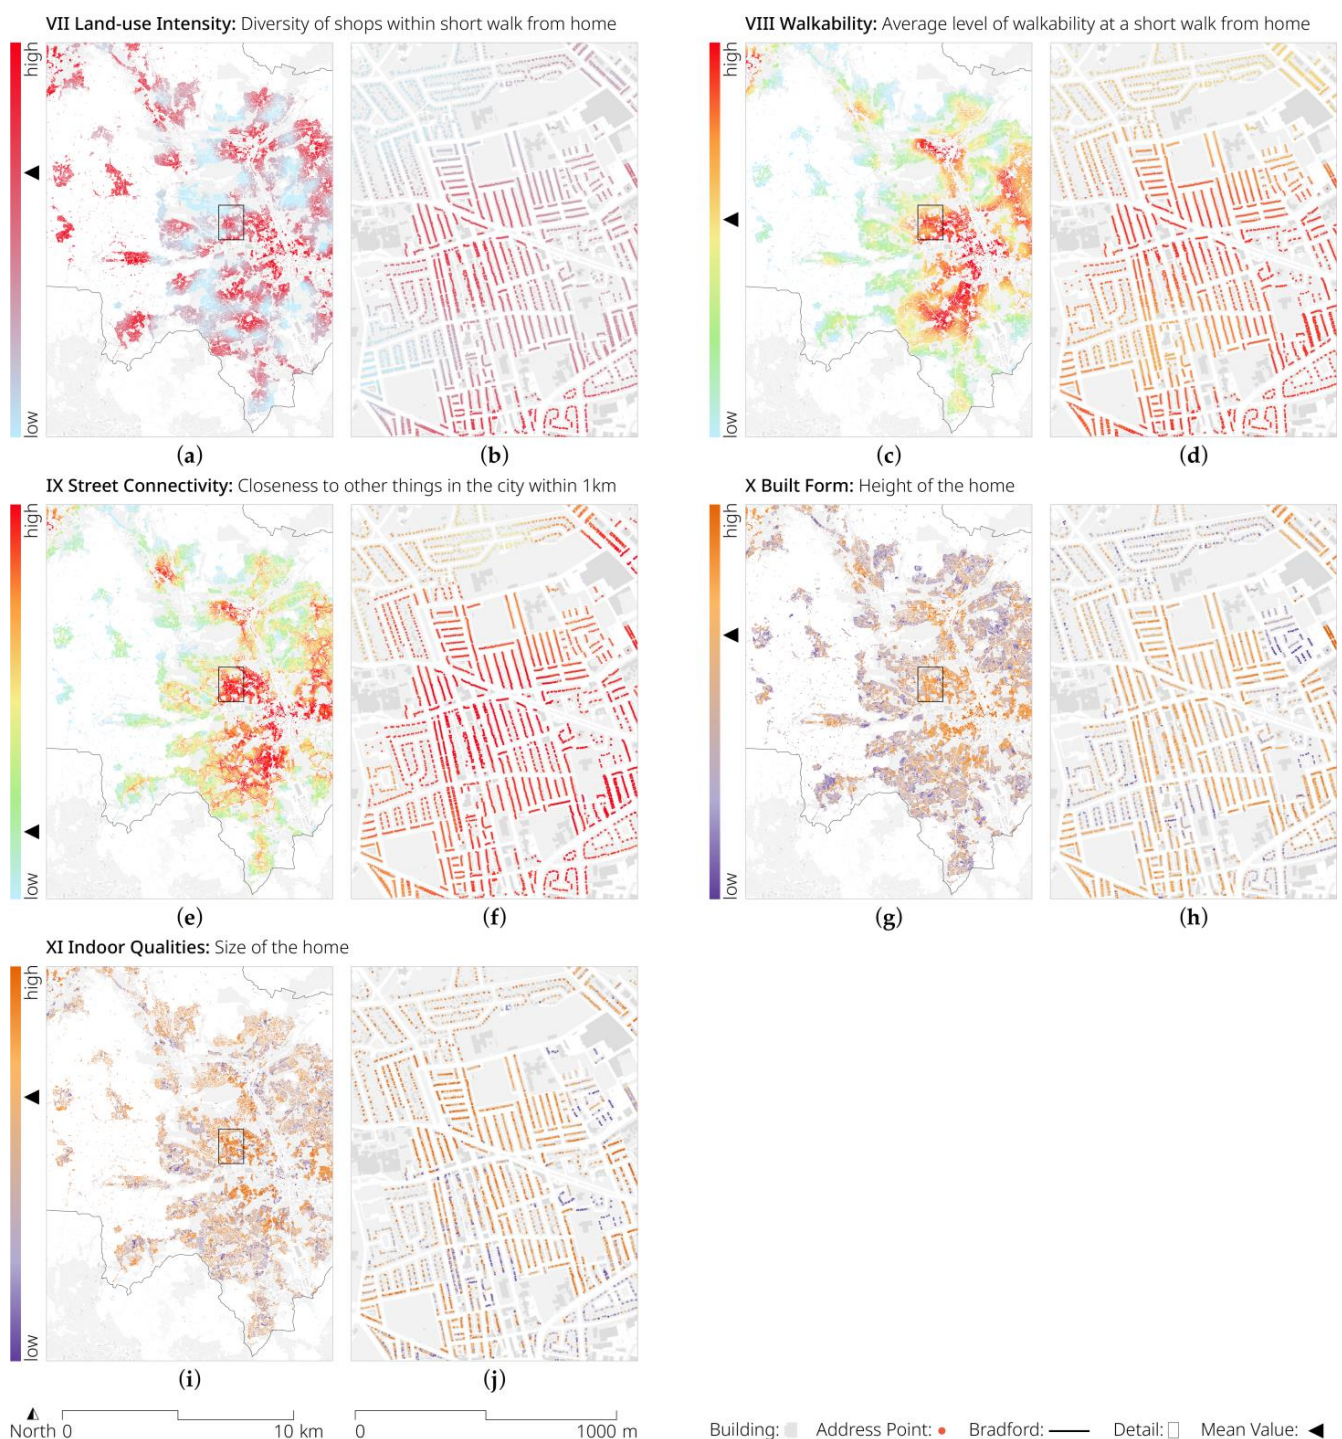 VII Land-use Intensity: Diversity of shops within short walk from home
high
low
(a)
(b)
VIII Walkability: Average level of walkability at a short walk from home
high
low
(c)
(d)
IX Street Connectivity: Closeness to other things in the city within 1km
high
low
(e)
(f)
X Built Form: Height of the home
high
low
(g)
(h)
XI Indoor Qualities: Size of the home
high
low
(i)
(j)
North 0 10 km
0 1000 m
Building: Address Point: Bradford: Detail: Mean Value: